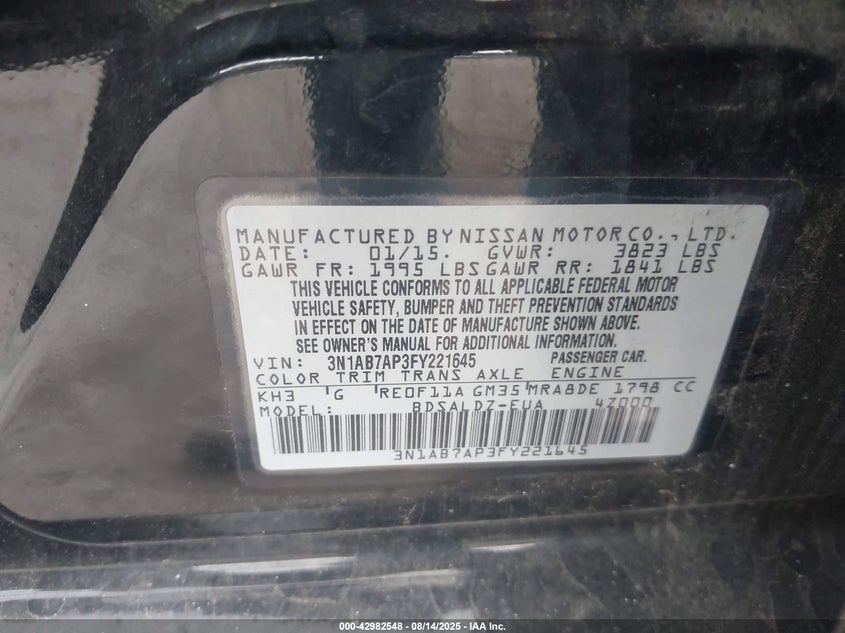 MANUFACTURED BY NISSAN MOTOR CO., LTD.
DATE: 01/15. GVWR: 3823 LBS
GAWR FR: 1995 LBS GAWR RR: 1841 LBS
THIS VEHICLE CONFORMS TO ALL APPLICABLE FEDERAL MOTOR
VEHICLE SAFETY, BUMPER AND THEFT PREVENTION STANDARDS
IN EFFECT ON THE DATE OF MANUFACTURE SHOWN ABOVE.
SEE OWNER'S MANUAL FOR ADDITIONAL INFORMATION.
VIN: 3N1AB7AP3FY221645 PASSENGER CAR.
COLOR TRIM TRANS AXLE ENGINE
KH3 G RE0F11A GM35 MRA8DE 1798 CC
MODEL: BDSALDZ-EUA 4Z000
3N1AB7AP3FY221645
000-42982548 - 08/14/2025 - IAA Inc.